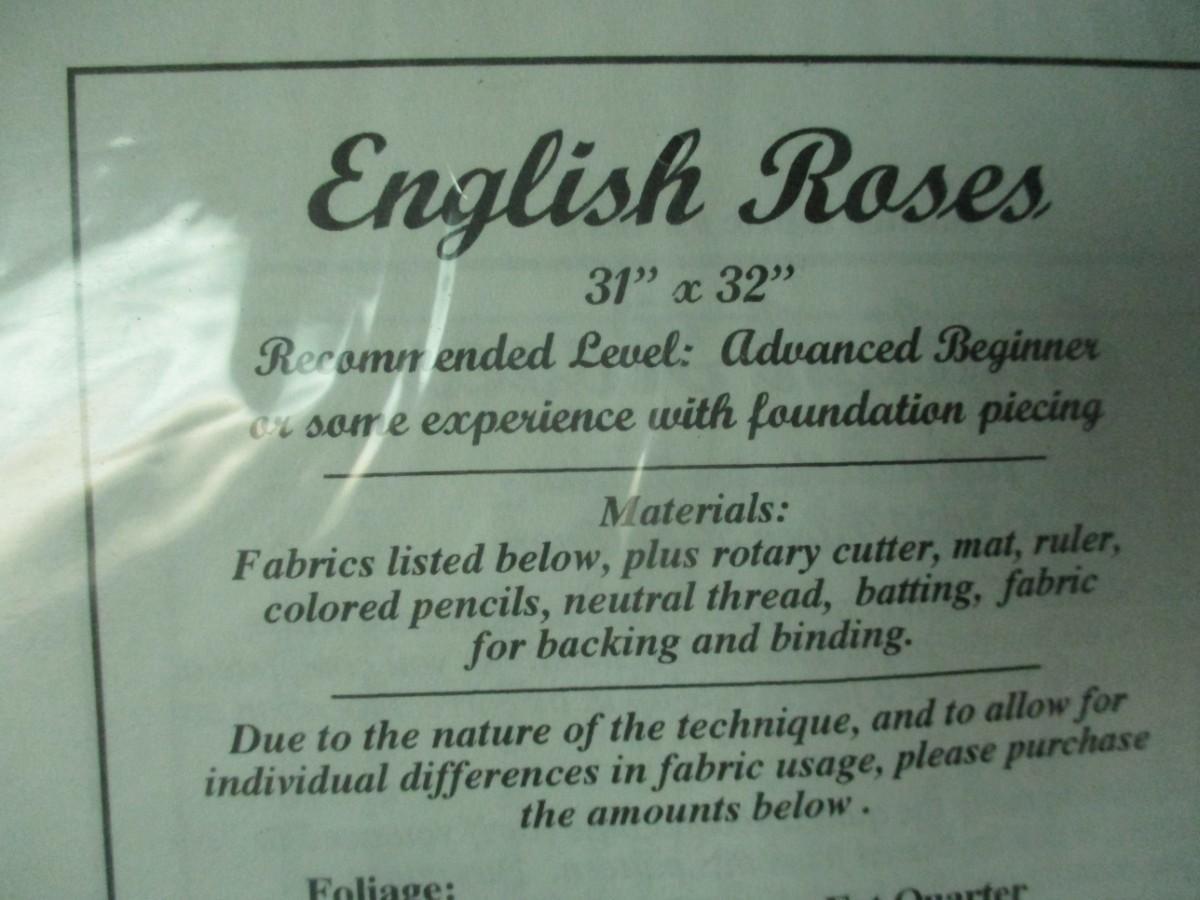 English Roses
31” x 32”
Recommended Level: Advanced Beginner
or some experience with foundation piecing
Materials:
Fabrics listed below, plus rotary cutter, mat, ruler,
colored pencils, neutral thread, batting, fabric
for backing and binding.
Due to the nature of the technique, and to allow for
individual differences in fabric usage, please purchase
the amounts below .
Foliage:
Fat Quarter